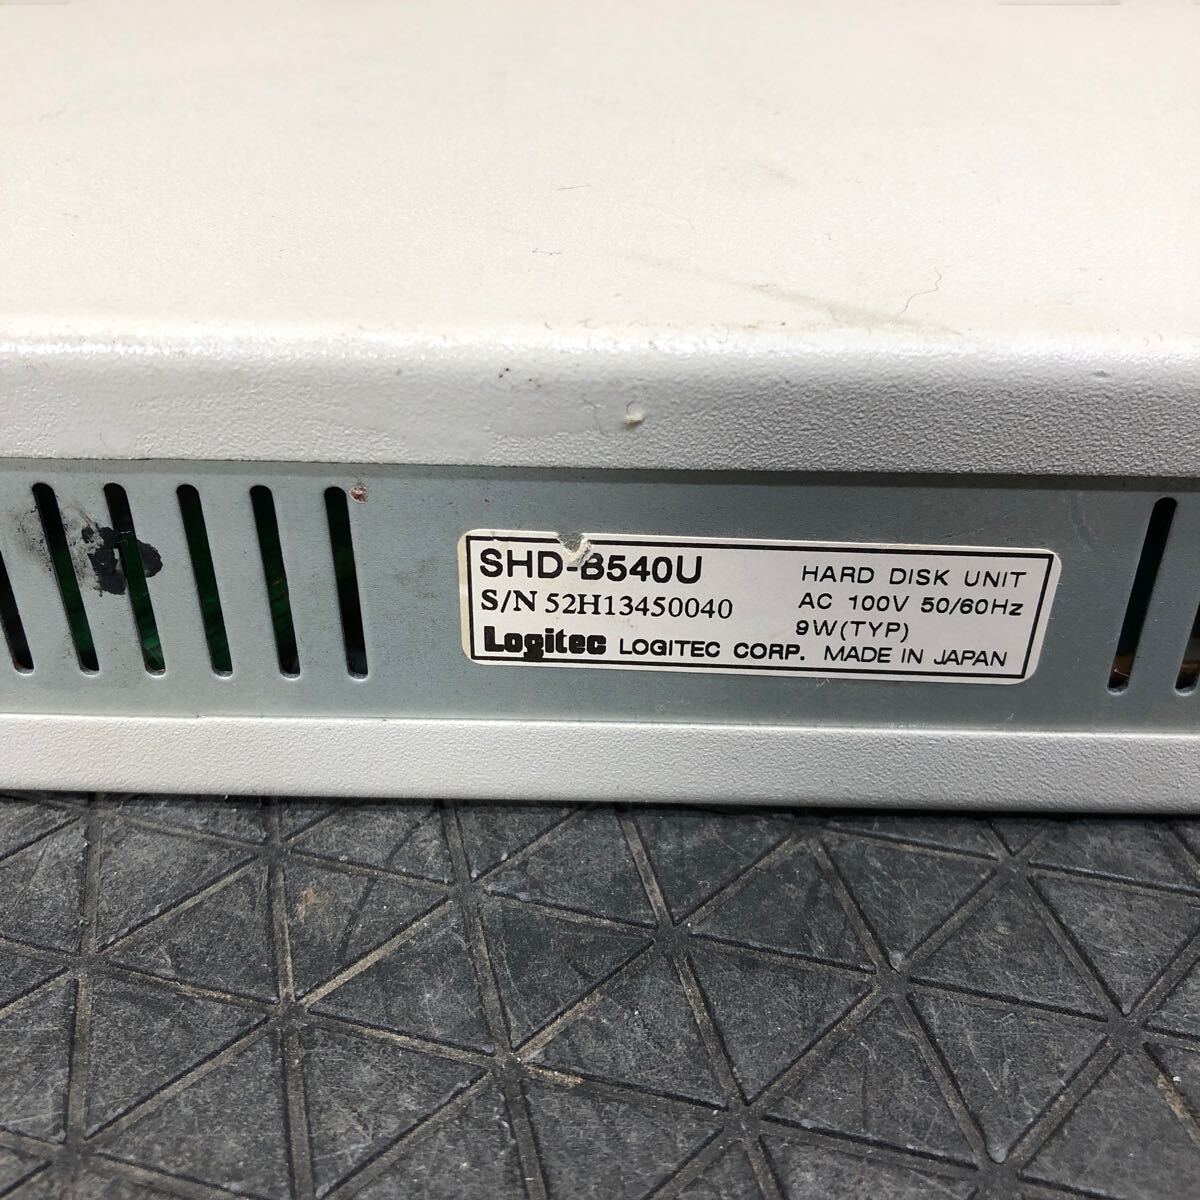 SHD-B540U
S/N 52H13450040
Logitec LOGITEC CORP.
HARD DISK UNIT
AC 100V 50/60Hz
9W(TYP)
MADE IN JAPAN